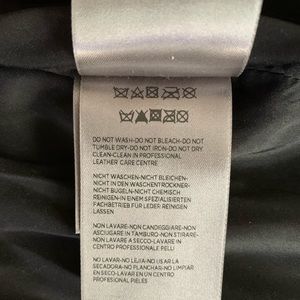 DO NOT WASH-DO NOT BLEACH-DO NOT
TUMBLE DRY-DO NOT IRON-DO NOT DRY
CLEAN-CLEAN IN PROFESSIONAL
LEATHER CARE CENTRE
NICHT WASCHEN-NICHT BLEICHEN-
NICHT IN DEN WASCHENTROCKNER-
NICHT BÜGELN-NICHT CHEMISCH
REINIGEN-IN EINEM SPEZIALISIERTEN
FACHBETRIEB FÜR LEDER REINIGEN
LASSEN
NON LAVARE-NON CANDEGGIARE-NON
ASCIUGARE IN TAMBURO-NON STIRARE-
NON LAVARE A SECCO-LAVARE IN
CENTRO PROFESSIONALE PELLI
NO LAVAR-NO LEJIA-NO USAR LA
SECADORA-NO PLANCHAR-NO LIMPIAR
EN SECO-LAVAR EN UN CENTRO
PROFESIONAL PIELES